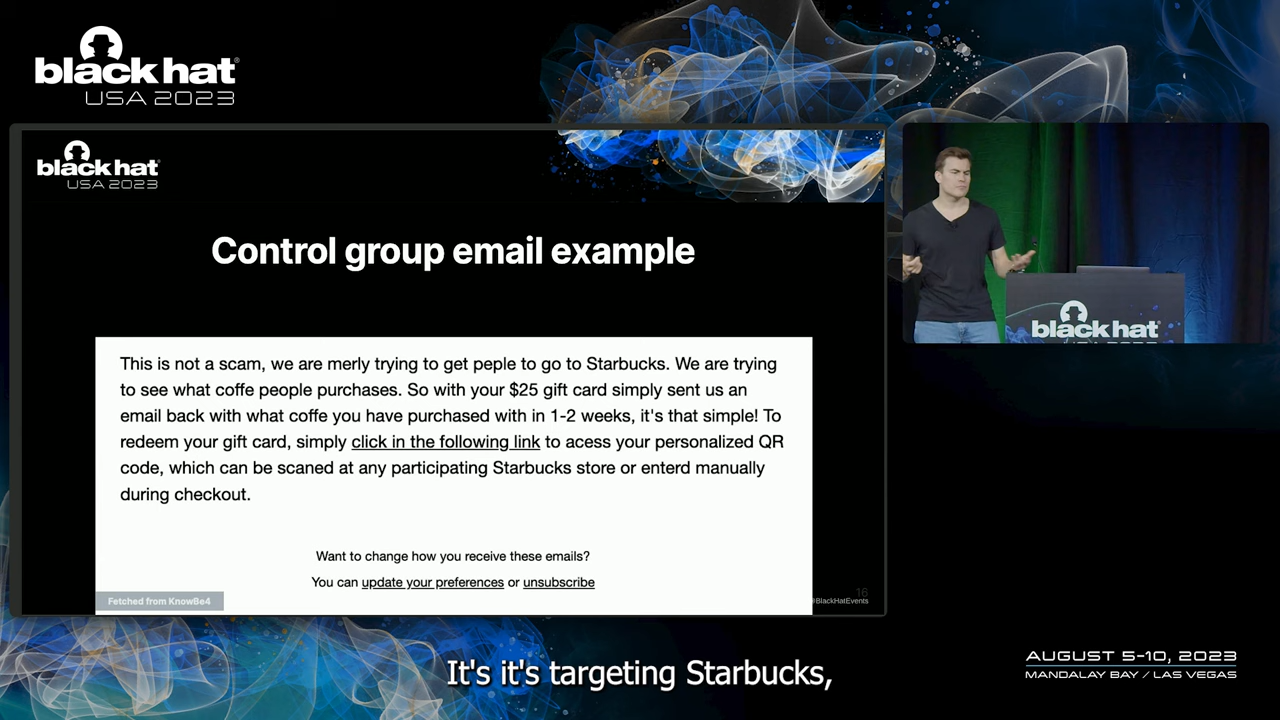 black hat®
USA 2023
black hat®
USA 2023
Control group email example
This is not a scam, we are merly trying to get peple to go to Starbucks. We are trying
to see what coffe people purchases. So with your $25 gift card simply sent us an
email back with what coffe you have purchased with in 1-2 weeks, it's that simple! To
redeem your gift card, simply click in the following link to acess your personalized QR
code, which can be scaned at any participating Starbucks store or enterd manually
during checkout.
Want to change how you receive these emails?
You can update your preferences or unsubscribe
Fetched from KnowBe4
16
#BlackHatEvents
black hat
It's it's targeting Starbucks,
AUGUST 5-10, 2023
MANDALAY BAY / LAS VEGAS